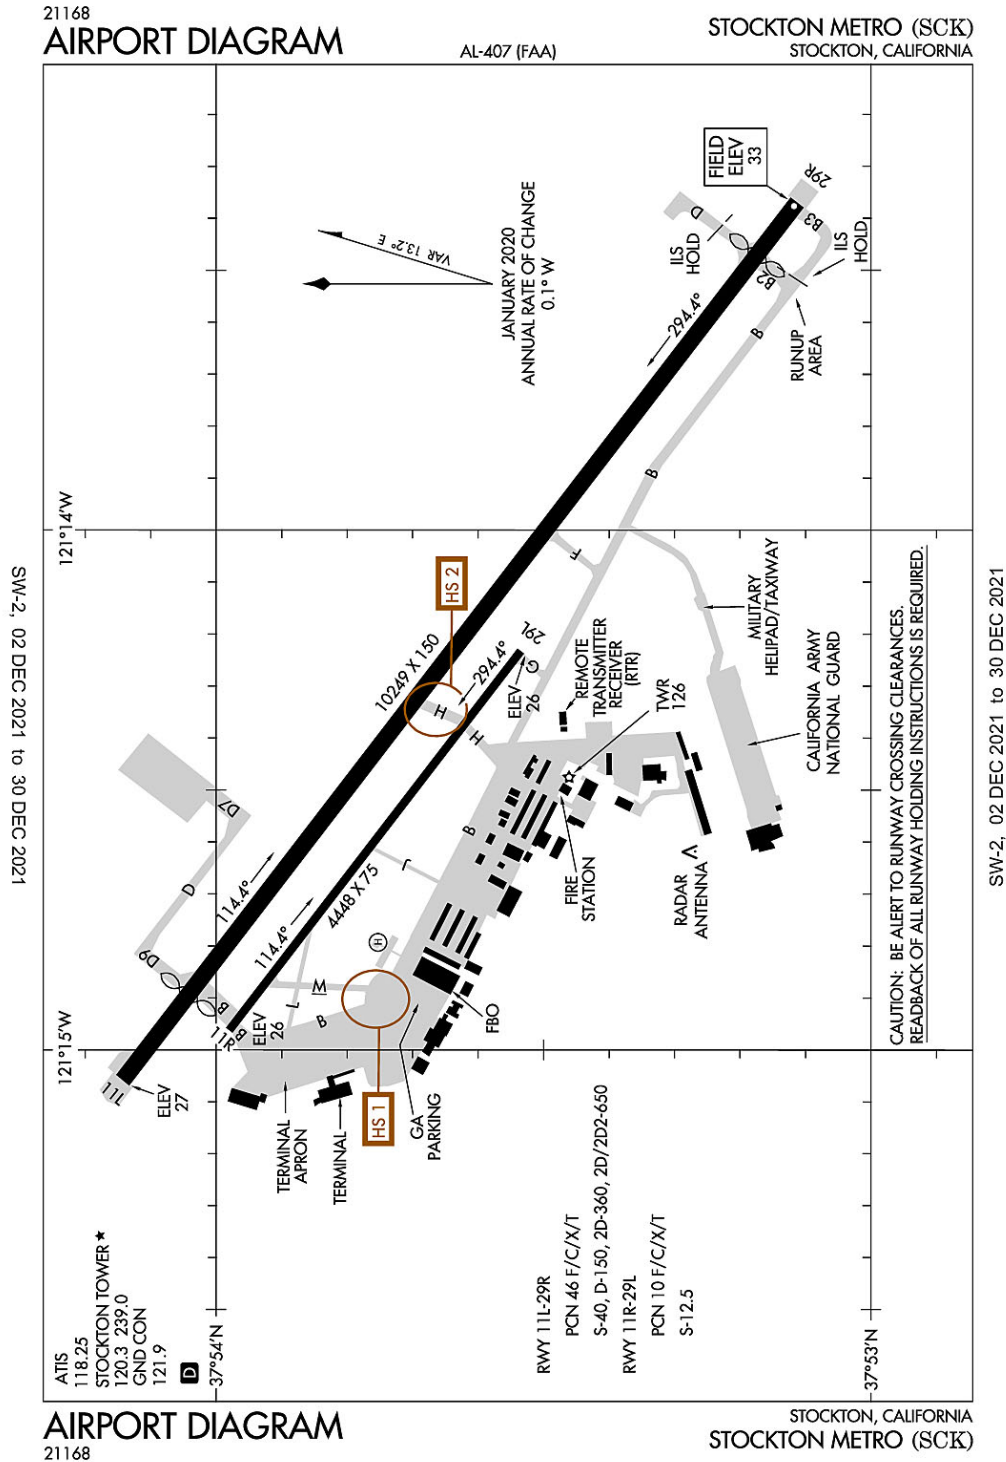 21168
AIRPORT DIAGRAM
AL-407 (FAA)
STOCKTON METRO (SCK)
STOCKTON, CALIFORNIA
FIELD
ELEV
33
29R
D
B3
ILS
HOLD
ILS
HOLD
B2
RUNUP
AREA
B
VAR 13.2° E
JANUARY 2020
ANNUAL RATE OF CHANGE
0.1° W
294.4°
B
121°14'W
F
HS 2
10249 X 150
29L
294.4°
G
ELEV
26
H
H
REMOTE
TRANSMITTER
RECEIVER
(RTR)
TWR
126
MILITARY
HELIPAD/TAXIWAY
CALIFORNIA ARMY
NATIONAL GUARD
D7
D
114.4°
B
J
4448 X 75
FIRE
STATION
RADAR
ANTENNA
D9
114.4°
H
M
L
B
B
B
11R
ELEV
26
FBO
121°15'W
11L
ELEV
27
TERMINAL
APRON
TERMINAL
HS 1
GA
PARKING
CAUTION: BE ALERT TO RUNWAY CROSSING CLEARANCES.
READBACK OF ALL RUNWAY HOLDING INSTRUCTIONS IS REQUIRED.
ATIS
118.25
STOCKTON TOWER ★
120.3 239.0
GND CON
121.9
D
37°54'N
RWY 11L-29R
PCN 46 F/C/X/T
S-40, D-150, 2D-360, 2D/2D2-650
RWY 11R-29L
PCN 10 F/C/X/T
S-12.5
37°53'N
SW-2, 02 DEC 2021 to 30 DEC 2021
SW-2, 02 DEC 2021 to 30 DEC 2021
AIRPORT DIAGRAM
21168
STOCKTON, CALIFORNIA
STOCKTON METRO (SCK)